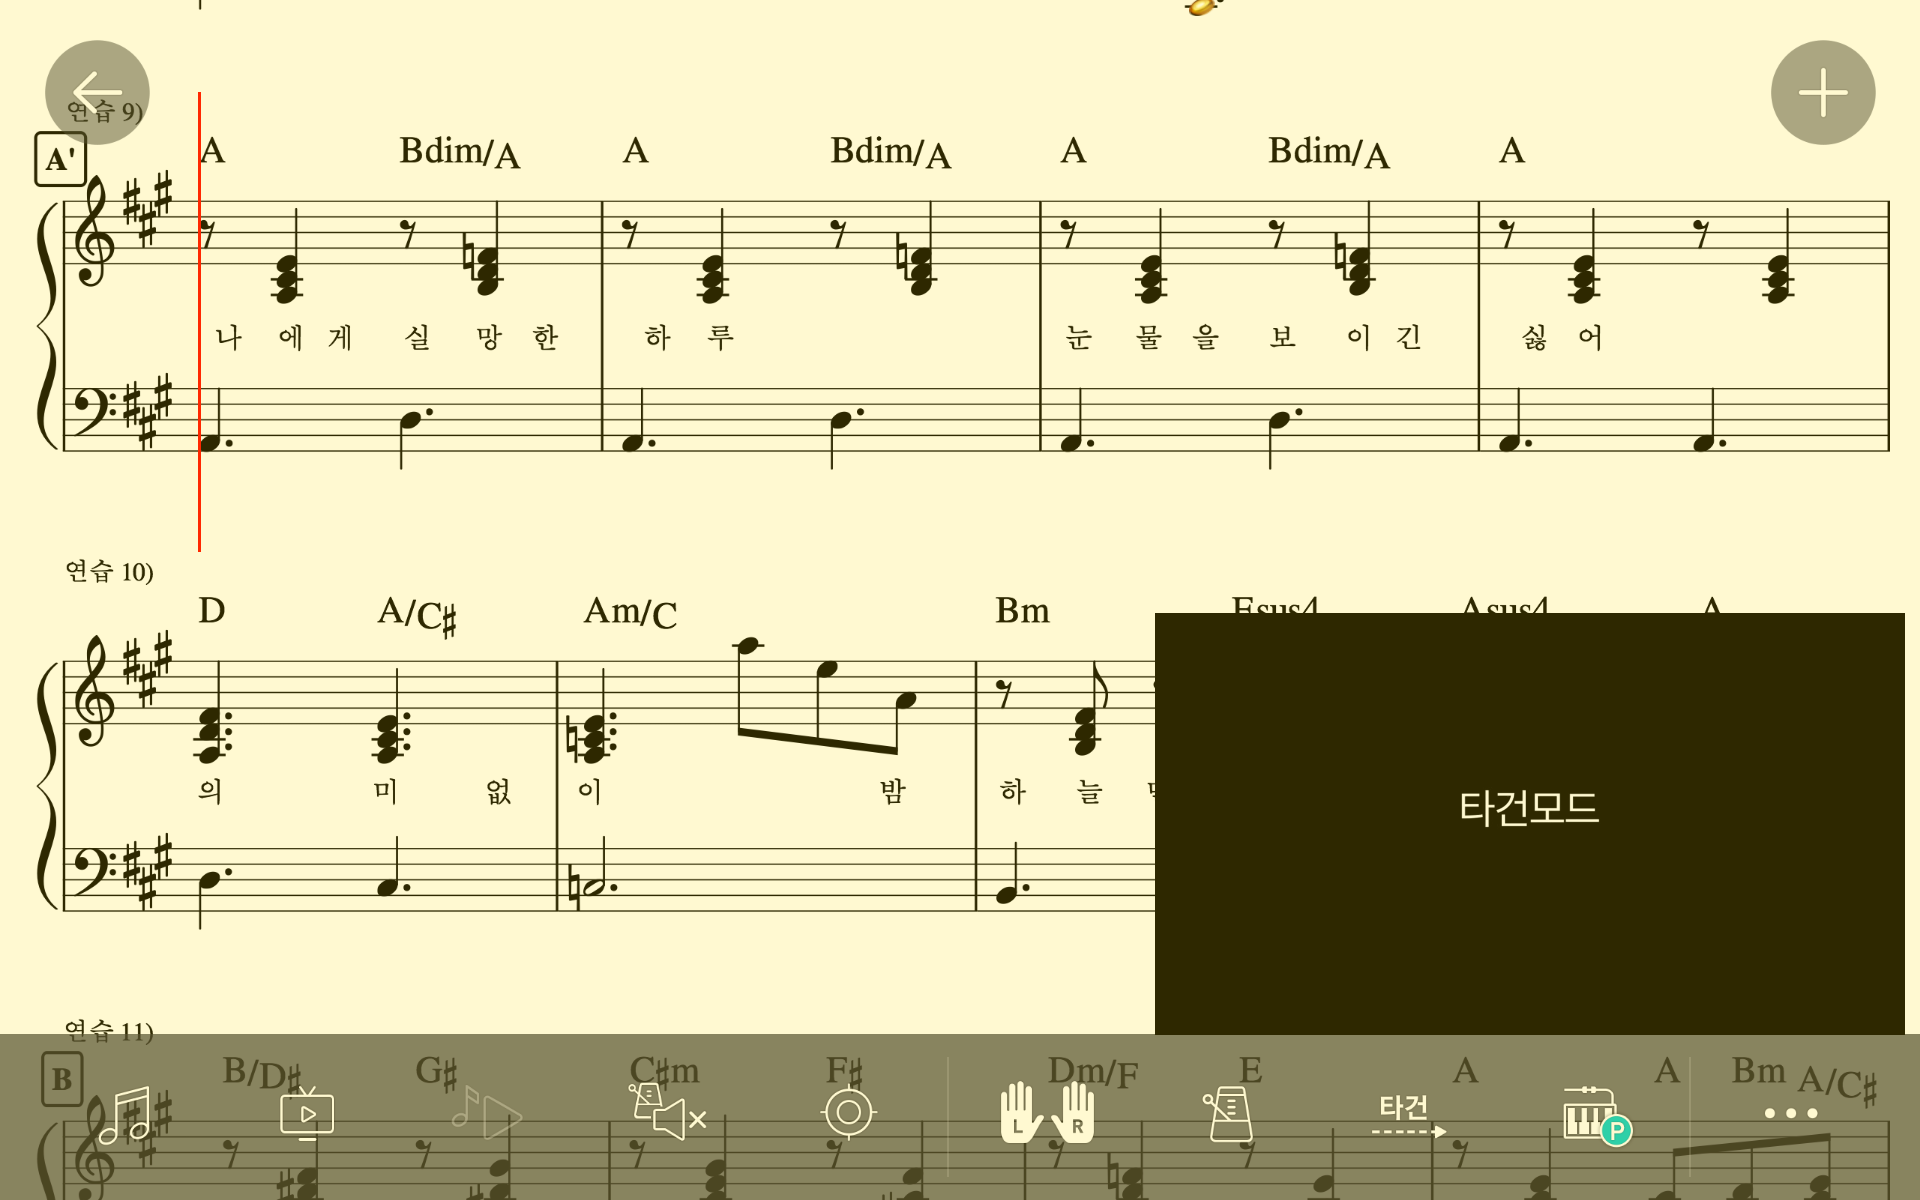 연습 9)
A'
A Bdim/A A Bdim/A A Bdim/A A
나 에 게 실 망 한 하 루 눈 물 을 보 이 긴 싫 어
연습 10)
D A/C♯ Am/C Bm Esus4 Asus4 A
의 미 없 이 밤 하 늘
타건모드
연습 11)
B
B/D♯ G♯ C♯m F♯ Dm/F E A A Bm A/C♯
L R 타건 P